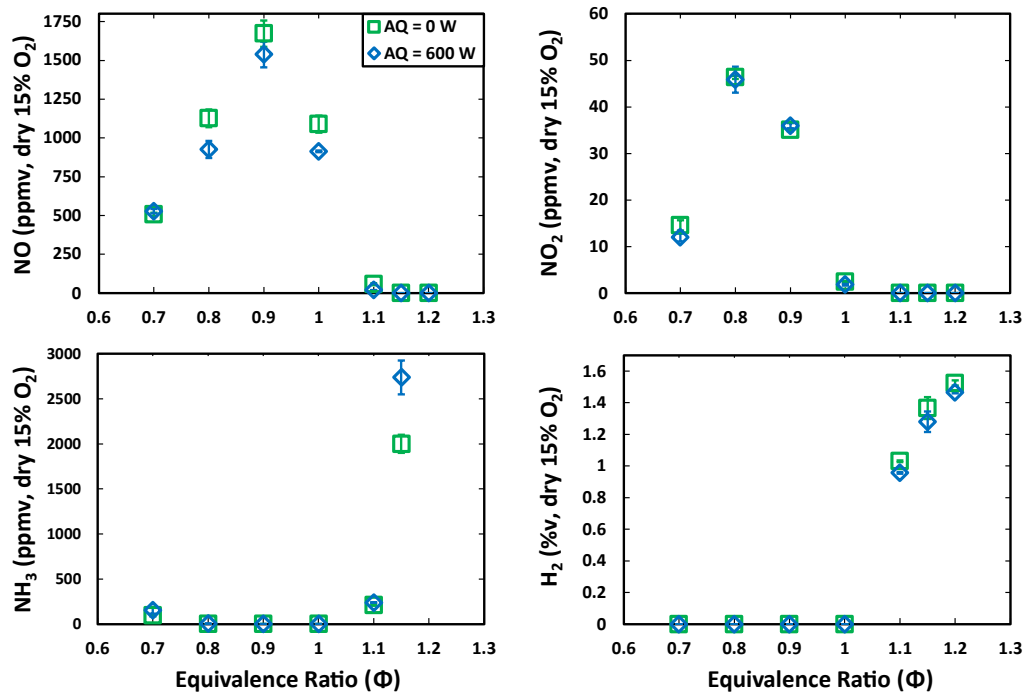 NO (ppmv, dry 15% O₂)
1750
1500
1250
1000
750
500
250
0
0.6 0.7 0.8 0.9 1 1.1 1.2 1.3
AQ = 0 W
AQ = 600 W
NO₂ (ppmv, dry 15% O₂)
60
50
40
30
20
10
0
0.6 0.7 0.8 0.9 1 1.1 1.2 1.3
NH₃ (ppmv, dry 15% O₂)
3000
2500
2000
1500
1000
500
0
0.6 0.7 0.8 0.9 1 1.1 1.2 1.3
Equivalence Ratio (Φ)
H₂ (%v, dry 15% O₂)
1.6
1.4
1.2
1
0.8
0.6
0.4
0.2
0
0.6 0.7 0.8 0.9 1 1.1 1.2 1.3
Equivalence Ratio (Φ)